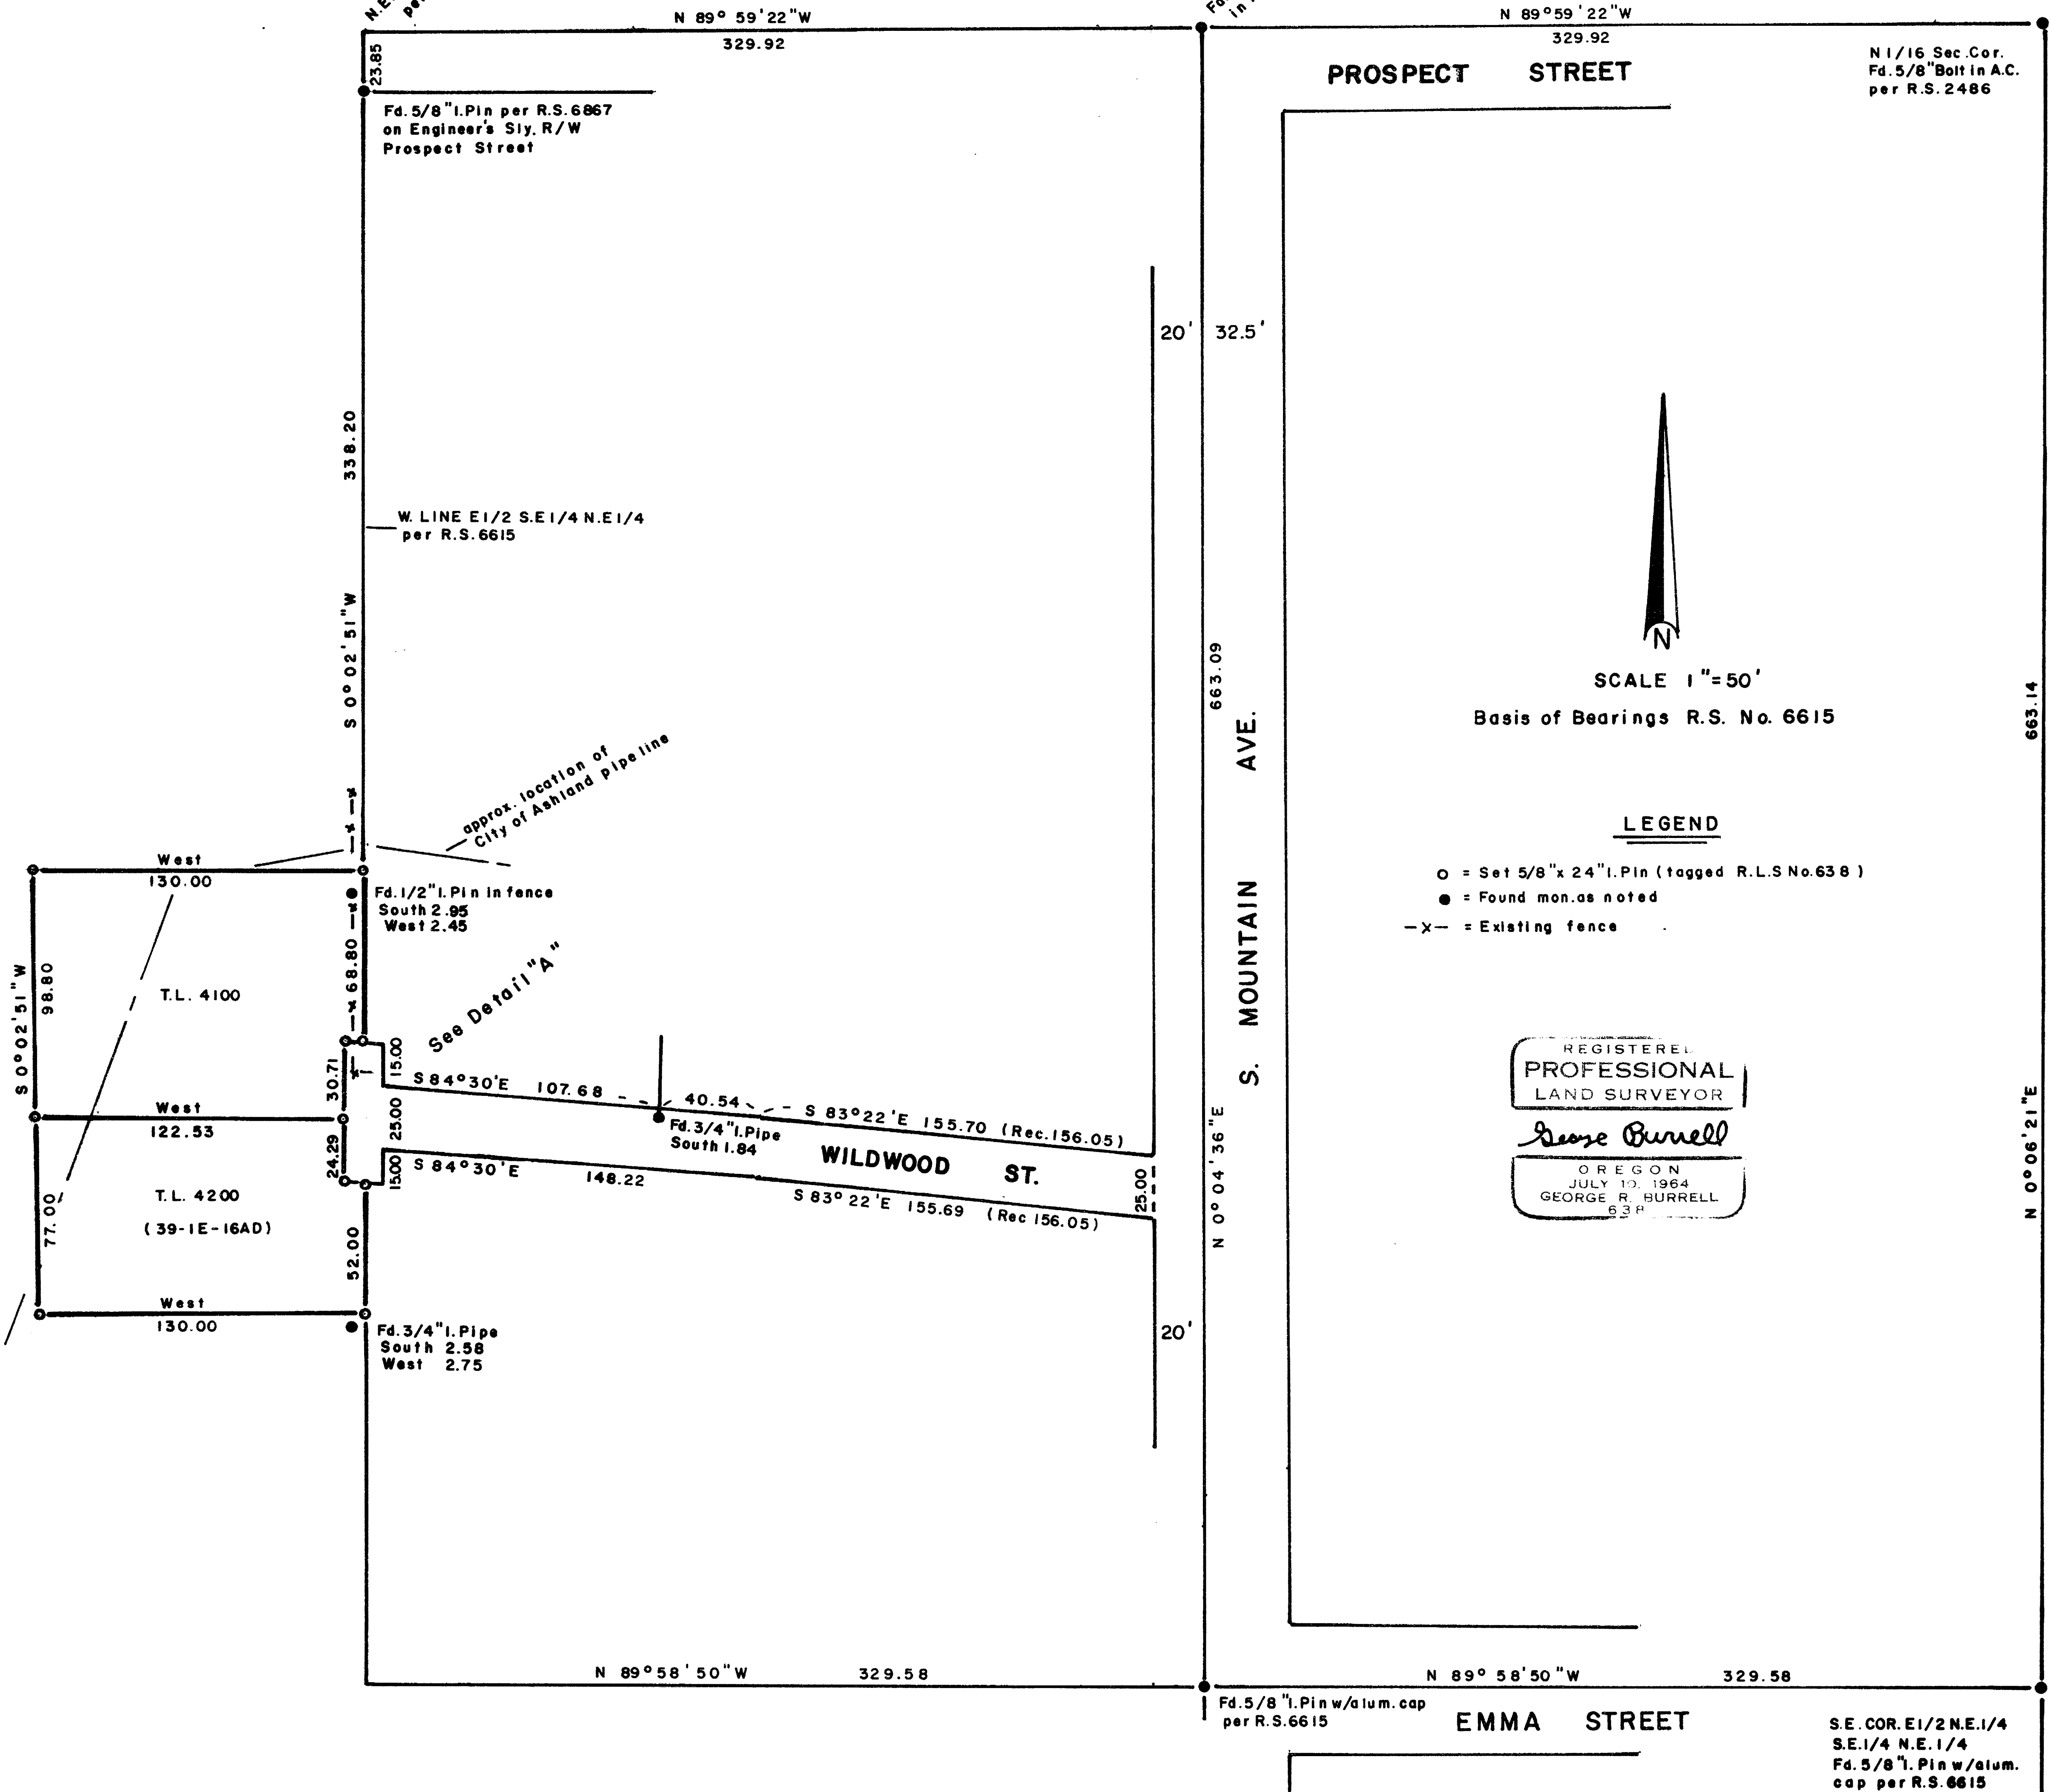 N 89° 59' 22" W
329.92
N 89° 59' 22" W
329.92
PROSPECT STREET
N 1/16 Sec. Cor.
Fd. 5/8" Bolt in A.C.
per R.S. 2486
23.85
Fd. 5/8" I.Pin per R.S. 6867
on Engineer's Sly. R/W
Prospect Street
20'
32.5'
338.20
W. LINE E1/2 S.E1/4 N.E1/4
per R.S. 6615
S 0° 02' 51" W
663.09
663.14
N
SCALE 1"=50'
Basis of Bearings R.S. No. 6615
S. MOUNTAIN AVE.
approx. location of
City of Ashland pipeline
LEGEND
o = Set 5/8" x 24" I.Pin (tagged R.L.S No. 638)
● = Found mon. as noted
—x— = Existing fence
West
130.00
Fd. 1/2" I.Pin in fence
South 2.95
West 2.45
68.80
S 0° 02' 51" W
98.80
T.L. 4100
See Detail "A"
15.00
30.71
S 84° 30' E 107.68
40.54
S 83° 22' E 155.70 (Rec. 156.05)
Fd. 3/4" I.Pipe
South 1.84
West
122.53
25.00
WILDWOOD ST.
25.00
24.29
15.00
S 84° 30' E 148.22
S 83° 22' E 155.69 (Rec 156.05)
N 0° 04' 36" E
N 0° 06' 21" E
REGISTERE
PROFESSIONAL
LAND SURVEYOR
George Burrell
OREGON
JULY 10, 1964
GEORGE R. BURRELL
638
77.00
T.L. 4200
(39-1E-16AD)
52.00
West
130.00
Fd. 3/4" I.Pipe
South 2.58
West 2.75
20'
N 89° 58' 50" W 329.58
N 89° 58' 50" W 329.58
Fd. 5/8" I.Pin w/alum. cap
per R.S. 6615
EMMA STREET
S.E. COR. E1/2 N.E.1/4
S.E.1/4 N.E.1/4
Fd. 5/8" I.Pin w/alum.
cap per R.S. 6615